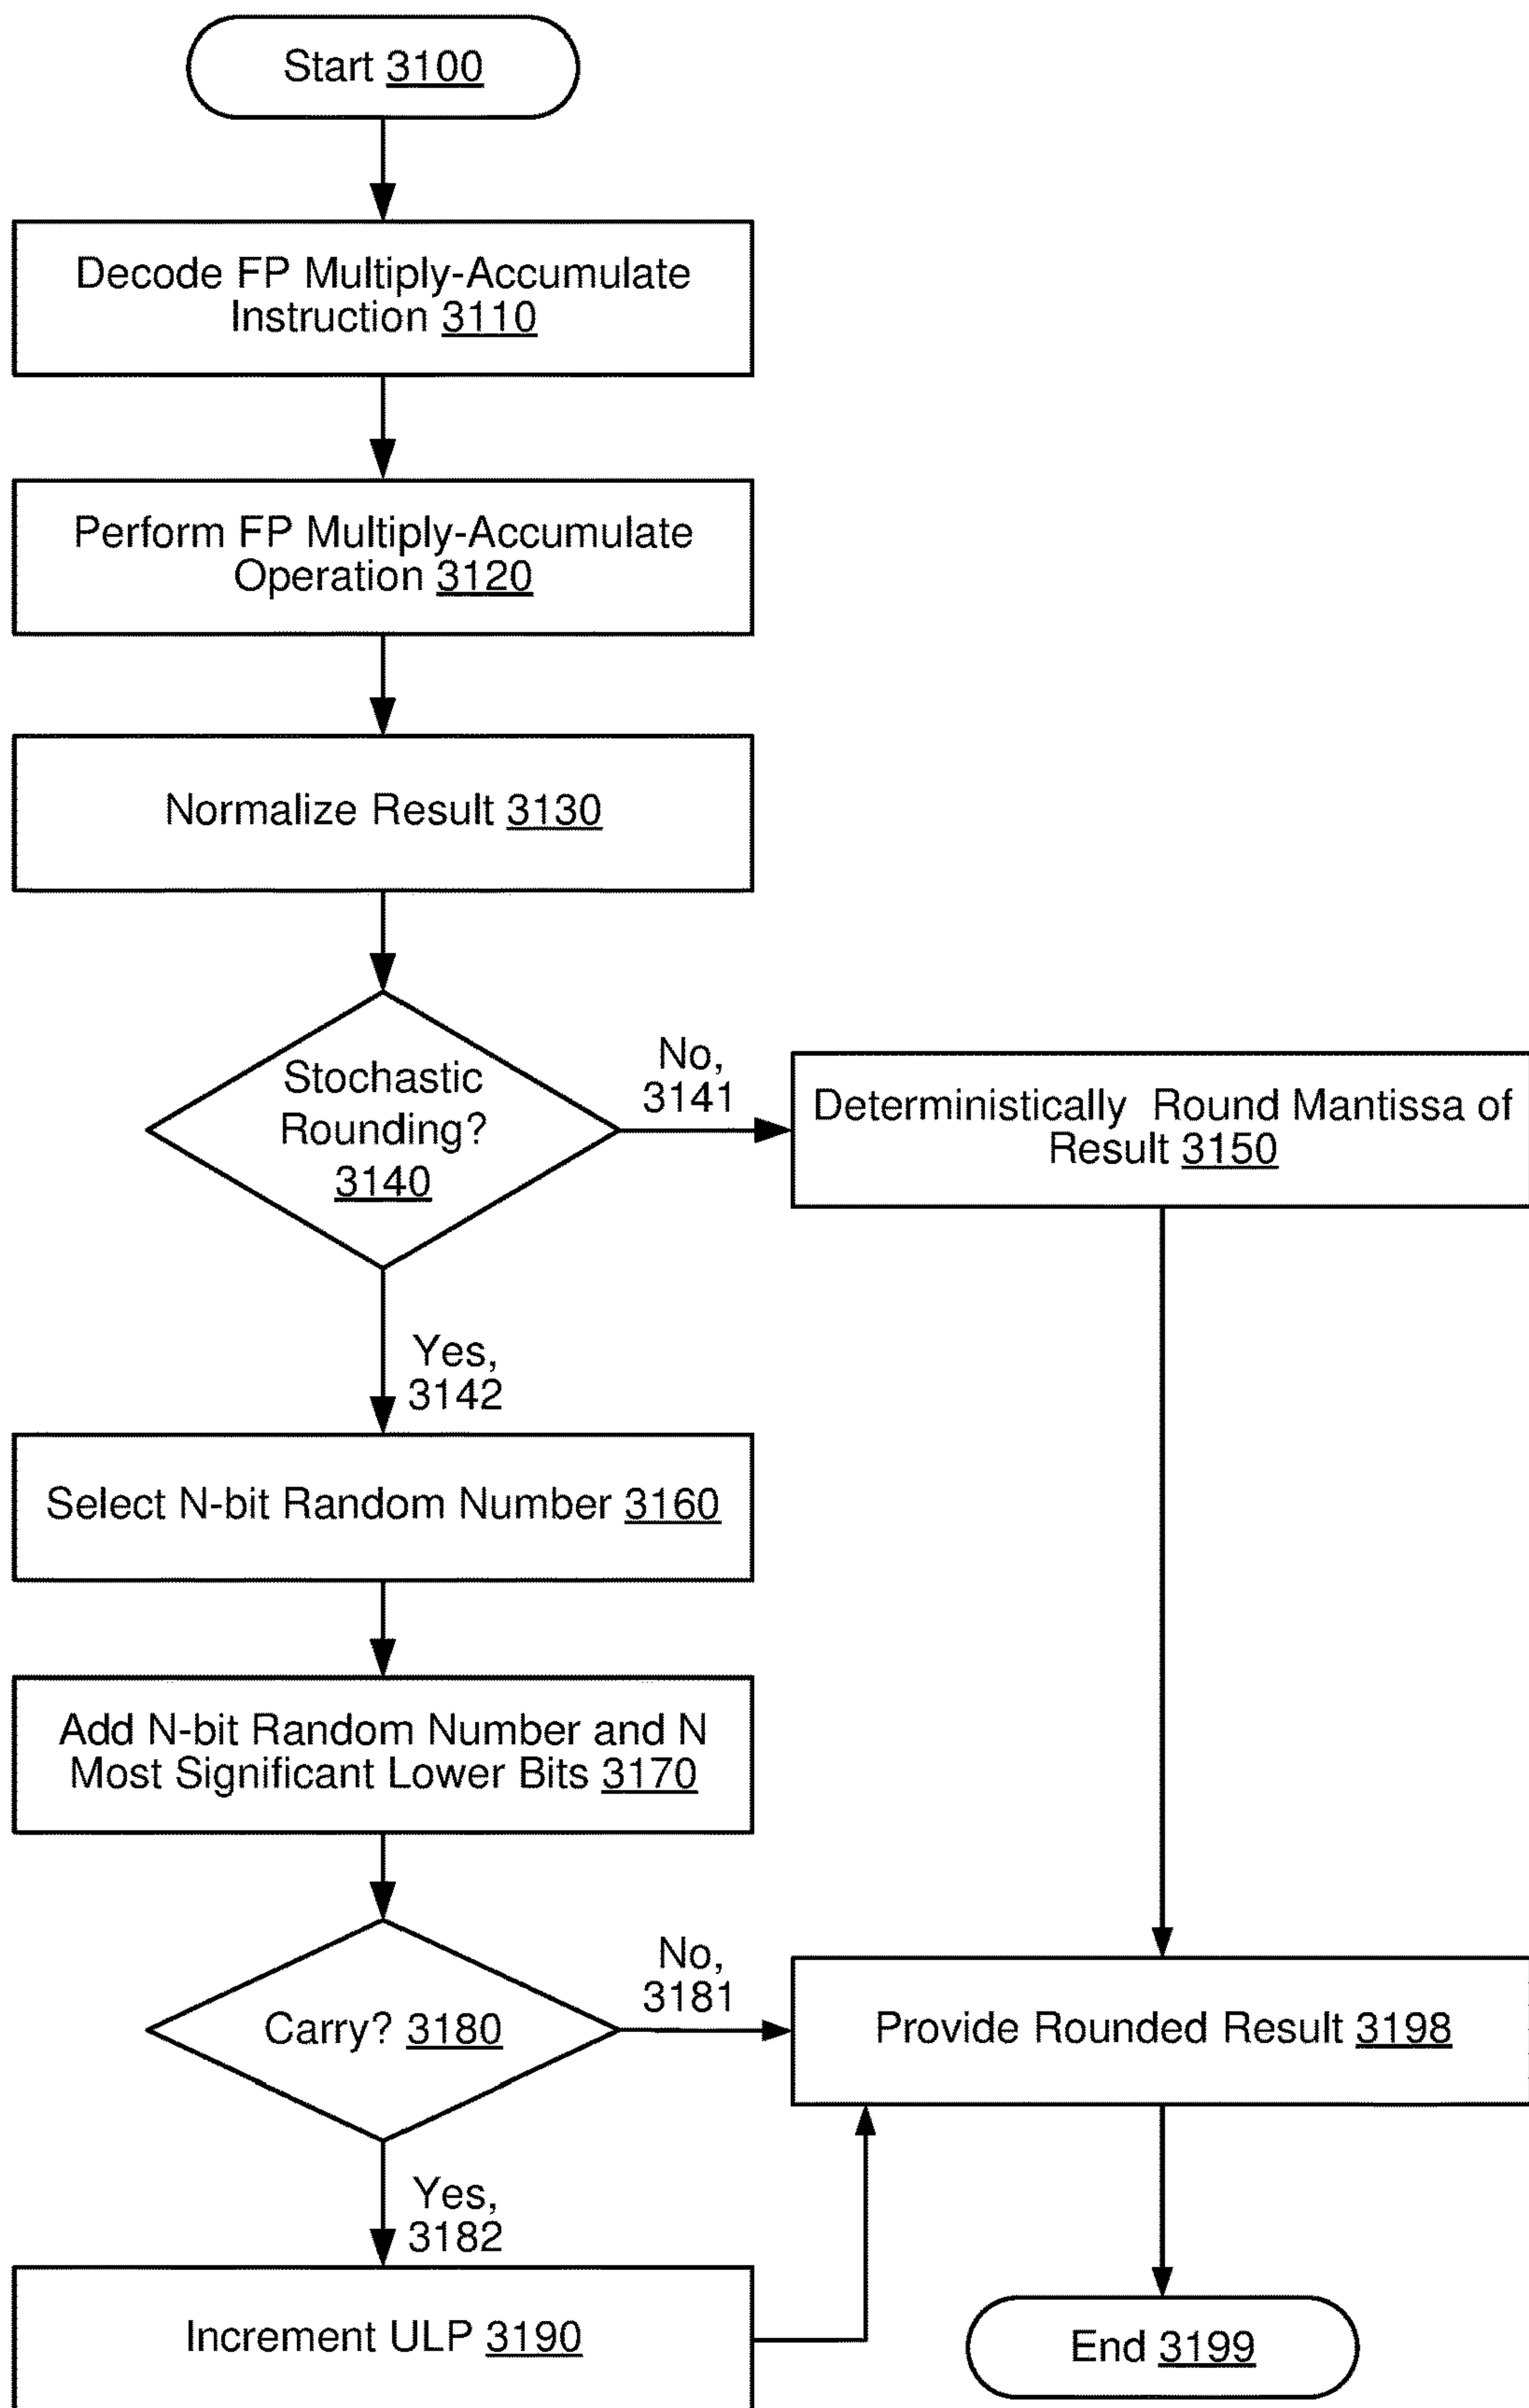 Start 3100
Decode FP Multiply-Accumulate
Instruction 3110
Perform FP Multiply-Accumulate
Operation 3120
Normalize Result 3130
Stochastic
Rounding?
3140
No,
3141
Deterministically Round Mantissa of
Result 3150
Yes,
3142
Select N-bit Random Number 3160
Add N-bit Random Number and N
Most Significant Lower Bits 3170
Carry? 3180
No,
3181
Provide Rounded Result 3198
Yes,
3182
Increment ULP 3190
End 3199